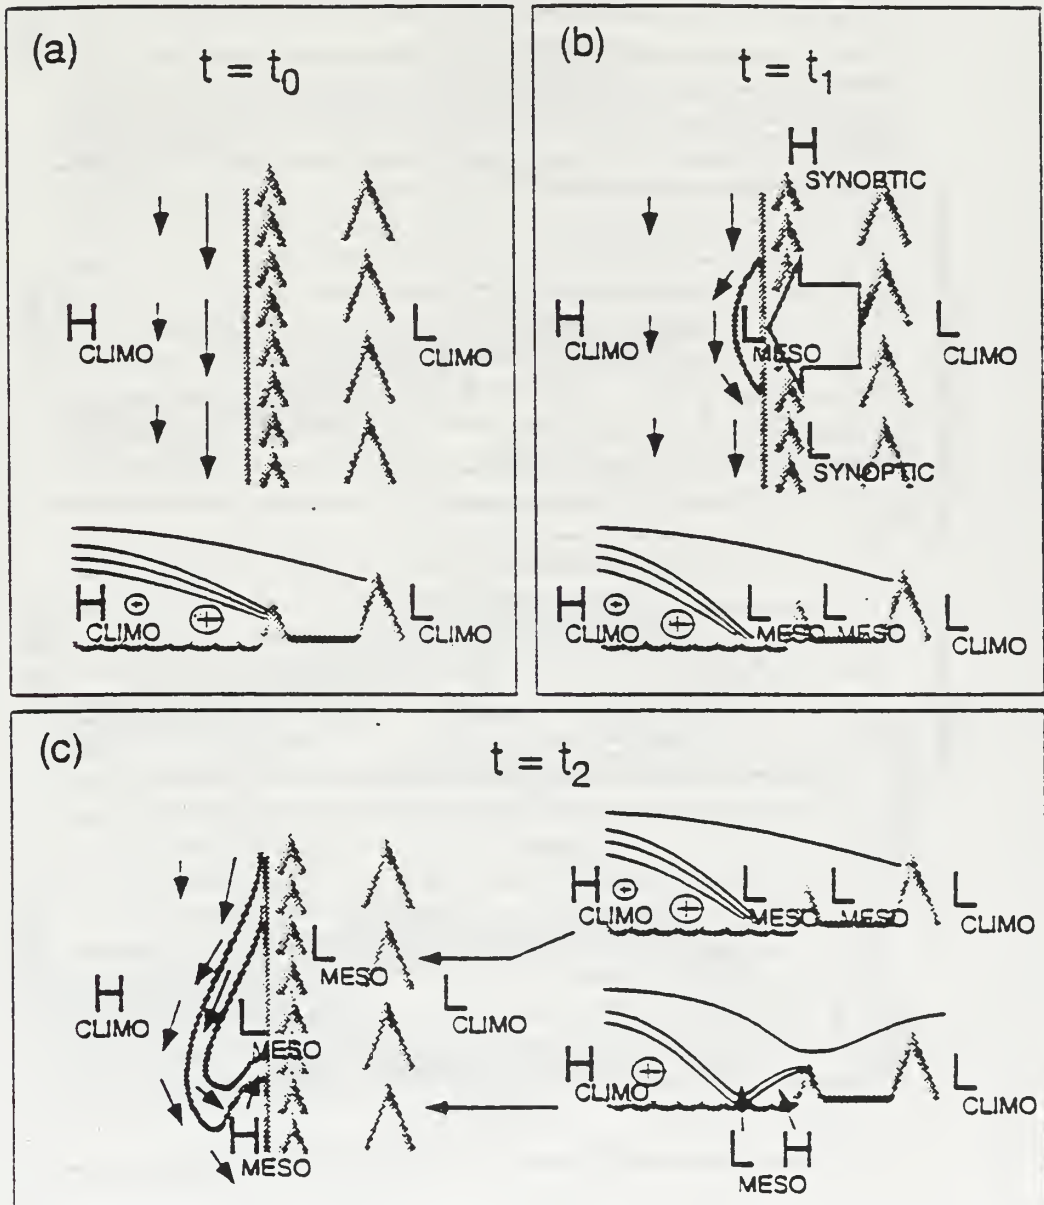 (a)
t = t0
H
CLIMO
L
CLIMO
H
CLIMO
L
CLIMO
(b)
t = t1
H
SYNOPTIC
H
CLIMO
L
MESO
L
CLIMO
L
SYNOPTIC
H
CLIMO
L
MESO
L
MESO
L
CLIMO
(c)
t = t2
H
CLIMO
L
MESO
L
MESO
L
CLIMO
H
MESO
H
CLIMO
L
MESO
L
MESO
L
CLIMO
H
CLIMO
L
CLIMO
L
MESO
H